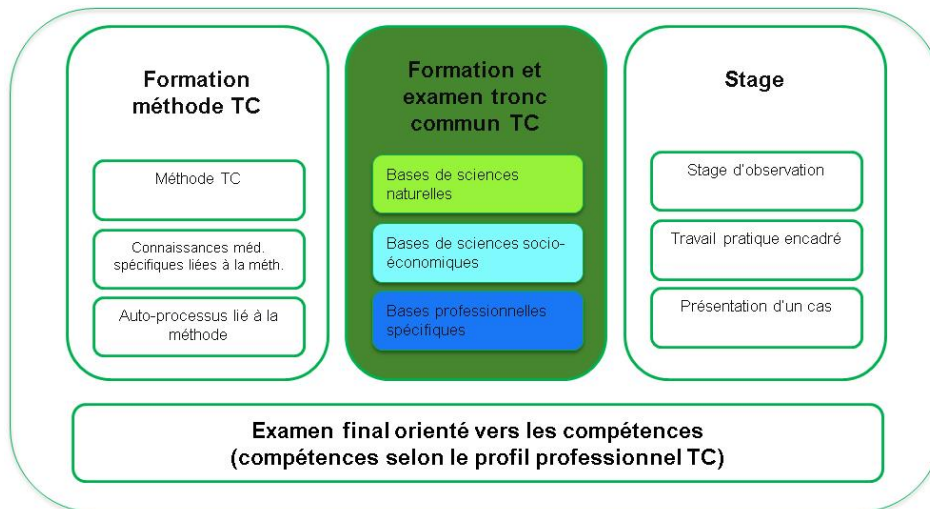 Formation
méthode TC
Méthode TC
Connaissances méd.
spécifiques liées à la méth.
Auto-processus lié à la
méthode
Formation et
examen tronc
commun TC
Bases de sciences
naturelles
Bases de sciences socio-
économiques
Bases professionnelles
spécifiques
Stage
Stage d'observation
Travail pratique encadré
Présentation d'un cas
Examen final orienté vers les compétences
(compétences selon le profil professionnel TC)